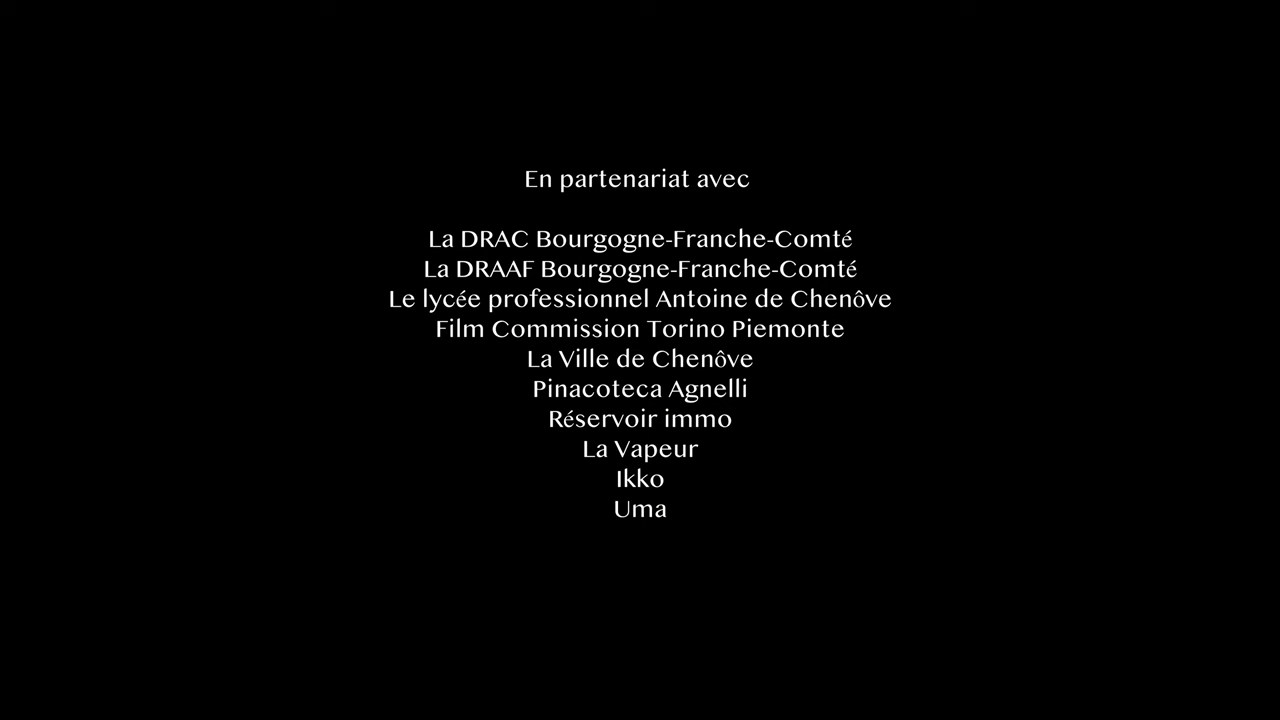 En partenariat avec
La DRAC Bourgogne-Franche-Comté
La DRAAF Bourgogne-Franche-Comté
Le lycée professionnel Antoine de Chenôve
Film Commission Torino Piemonte
La Ville de Chenôve
Pinacoteca Agnelli
Réservoir immo
La Vapeur
Ikko
Uma